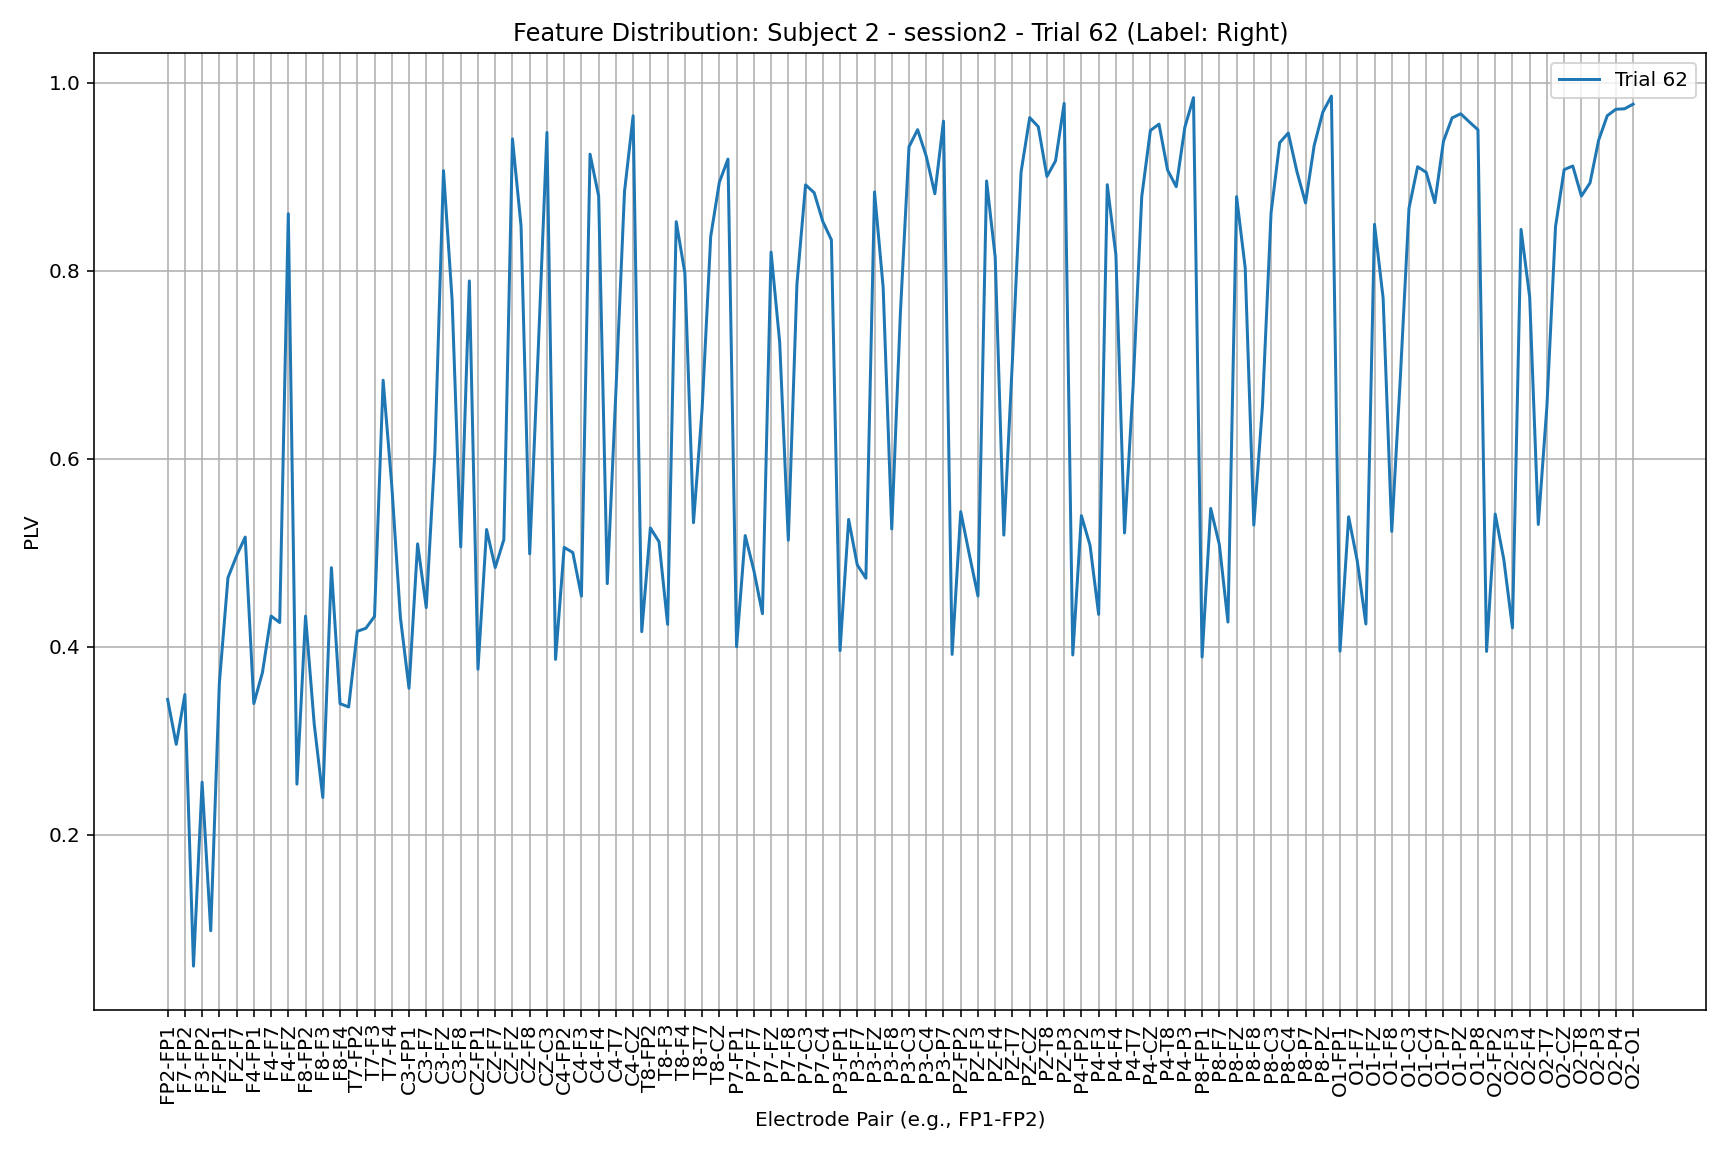 Feature Distribution: Subject 2 - session2 - Trial 62 (Label: Right)
Trial 62
1.0
0.8
0.6
0.4
0.2
PLV
FP2-FP1
F7-FP2
F3-FP2
FZ-FP1
FZ-F7
F4-FP1
F4-F7
F4-FZ
F8-FP2
F8-F3
F8-F4
T7-FP2
T7-F3
T7-F4
C3-FP1
C3-F7
C3-FZ
C3-F8
CZ-FP1
CZ-F7
CZ-FZ
CZ-F8
CZ-C3
C4-FP2
C4-F3
C4-F4
C4-T7
C4-CZ
T8-FP2
T8-F3
T8-F4
T8-T7
T8-CZ
P7-FP1
P7-F7
P7-FZ
P7-F8
P7-C3
P7-C4
P3-FP1
P3-F7
P3-FZ
P3-F8
P3-C3
P3-C4
P3-P7
PZ-FP2
PZ-F3
PZ-F4
PZ-T7
PZ-CZ
PZ-T8
PZ-P3
P4-FP2
P4-F3
P4-F4
P4-T7
P4-CZ
P4-T8
P4-P3
P8-FP1
P8-F7
P8-FZ
P8-F8
P8-C3
P8-C4
P8-P7
P8-PZ
O1-FP1
O1-F7
O1-FZ
O1-F8
O1-C3
O1-C4
O1-P7
O1-PZ
O1-P8
O2-FP2
O2-F3
O2-F4
O2-T7
O2-CZ
O2-T8
O2-P3
O2-P4
O2-O1
Electrode Pair (e.g., FP1-FP2)